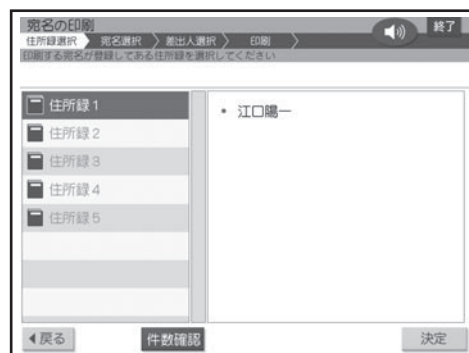 宛名の印刷
終了
住所録選択 宛名選択 差出人選択 印刷
印刷する宛名が登録してある住所録を選択してください
住所録1
・ 江口陽一
住所録2
住所録3
住所録4
住所録5
戻る
件数確認
決定